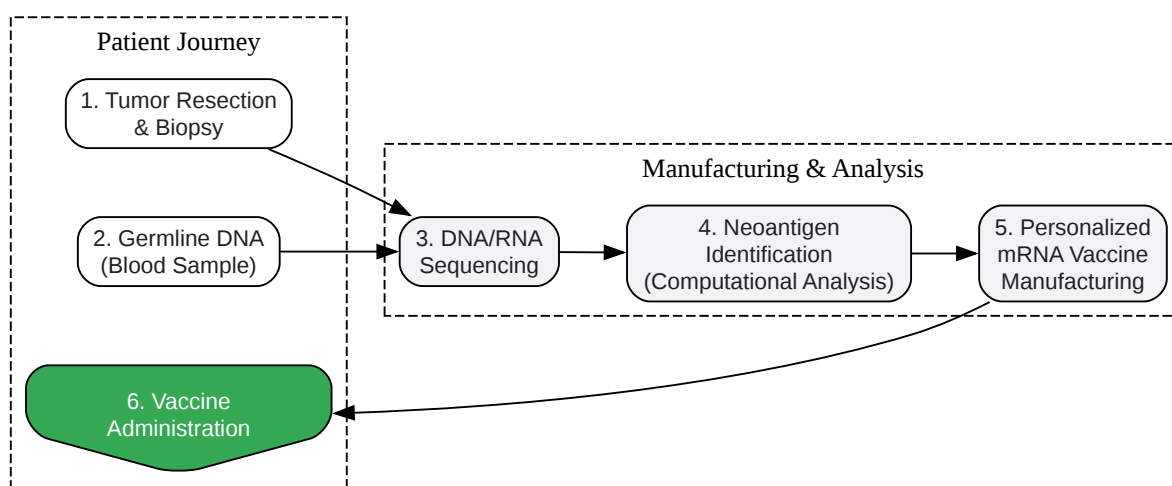 Patient Journey
1. Tumor Resection
& Biopsy
2. Germline DNA
(Blood Sample)
Manufacturing & Analysis
3. DNA/RNA
Sequencing
4. Neoantigen
Identification
(Computational Analysis)
5. Personalized
mRNA Vaccine
Manufacturing
6. Vaccine
Administration